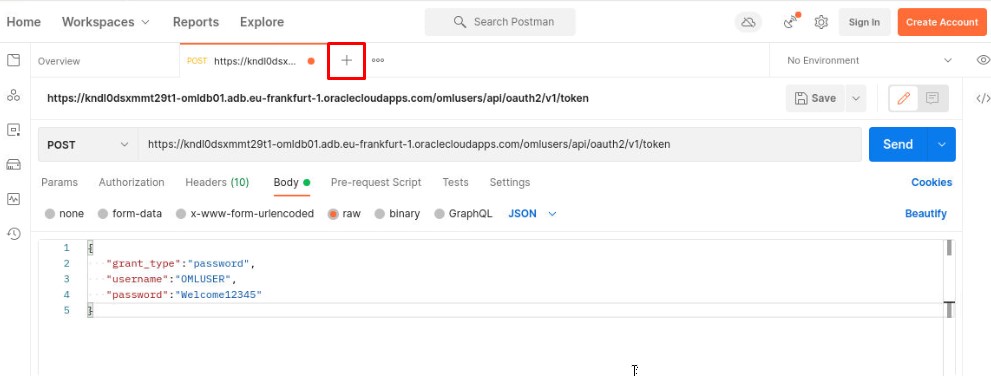 Home Workspaces Reports Explore Search Postman Sign In Create Account
Overview POST https://kndl0dsx... + ooo No Environment
https://kndl0dsxmmt29t1-omldb01.adb.eu-frankfurt-1.oraclecloudapps.com/omlusers/api/oauth2/v1/token Save </>
POST https://kndl0dsxmmt29t1-omldb01.adb.eu-frankfurt-1.oraclecloudapps.com/omlusers/api/oauth2/v1/token Send
Params Authorization Headers (10) Body Pre-request Script Tests Settings Cookies
none form-data x-www-form-urlencoded raw binary GraphQL JSON Beautify
1 {
2 "grant_type":"password",
3 "username":"OMLUSER",
4 "password":"Welcome12345"
5 }